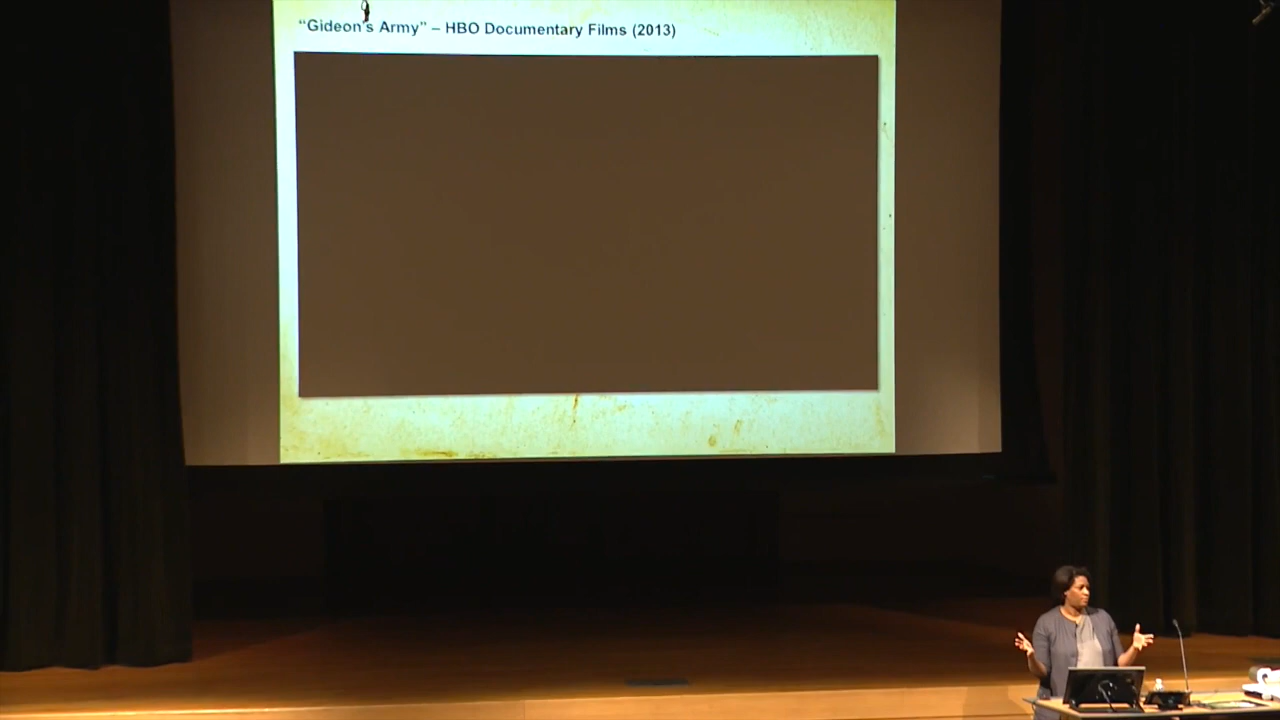 “Gideon’s Army” – HBO Documentary Films (2013)